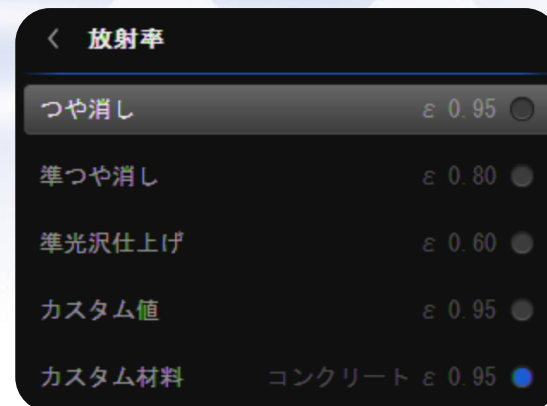 放射率
つや消し ε 0.95
準つや消し ε 0.80
準光沢仕上げ ε 0.60
カスタム値 ε 0.95
カスタム材料 コンクリート ε 0.95